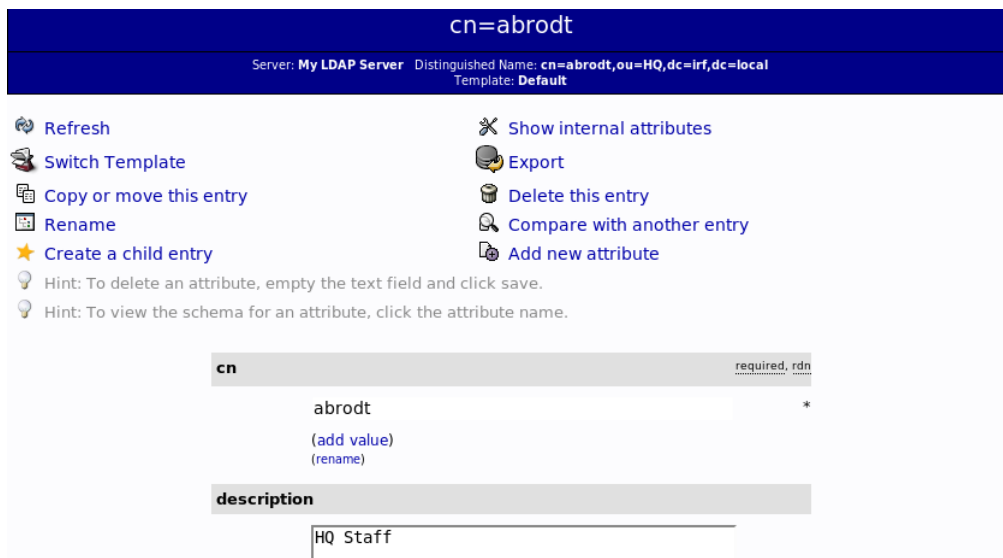 cn=abrodt
Server: My LDAP Server Distinguished Name: cn=abrodt,ou=HQ,dc=irf,dc=local
Template: Default
Refresh
Show internal attributes
Switch Template
Export
Copy or move this entry
Delete this entry
Rename
Compare with another entry
Create a child entry
Add new attribute
Hint: To delete an attribute, empty the text field and click save.
Hint: To view the schema for an attribute, click the attribute name.
cn required, rdn
abrodt *
(add value)
(rename)
description
HQ Staff